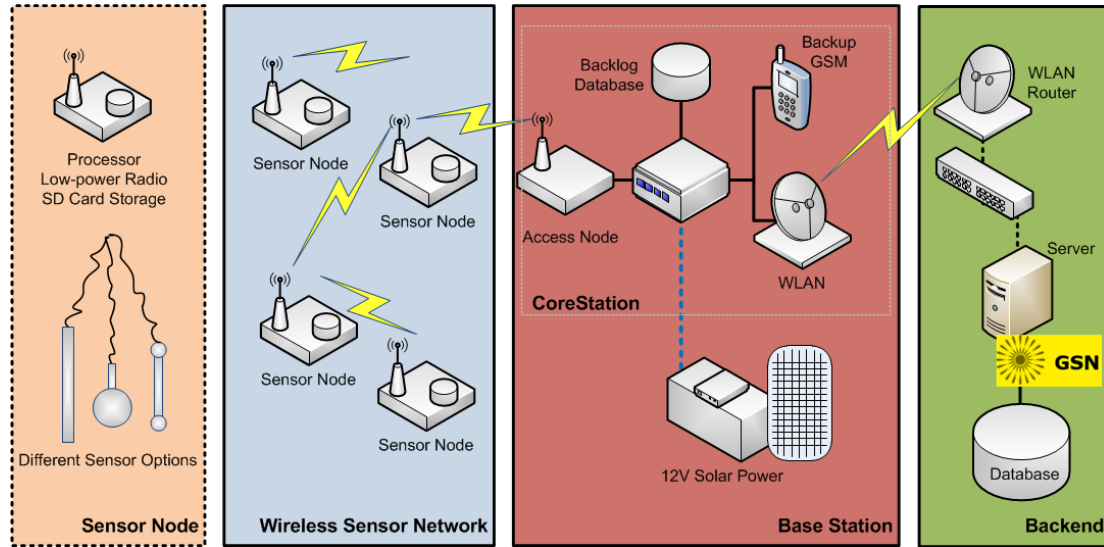 Processor
Low-power Radio
SD Card Storage
Different Sensor Options
Sensor Node
Sensor Node
Sensor Node
Sensor Node
Sensor Node
Wireless Sensor Network
Backlog
Database
Backup
GSM
Access Node
WLAN
CoreStation
12V Solar Power
Base Station
WLAN
Router
Server
GSN
Database
Backend